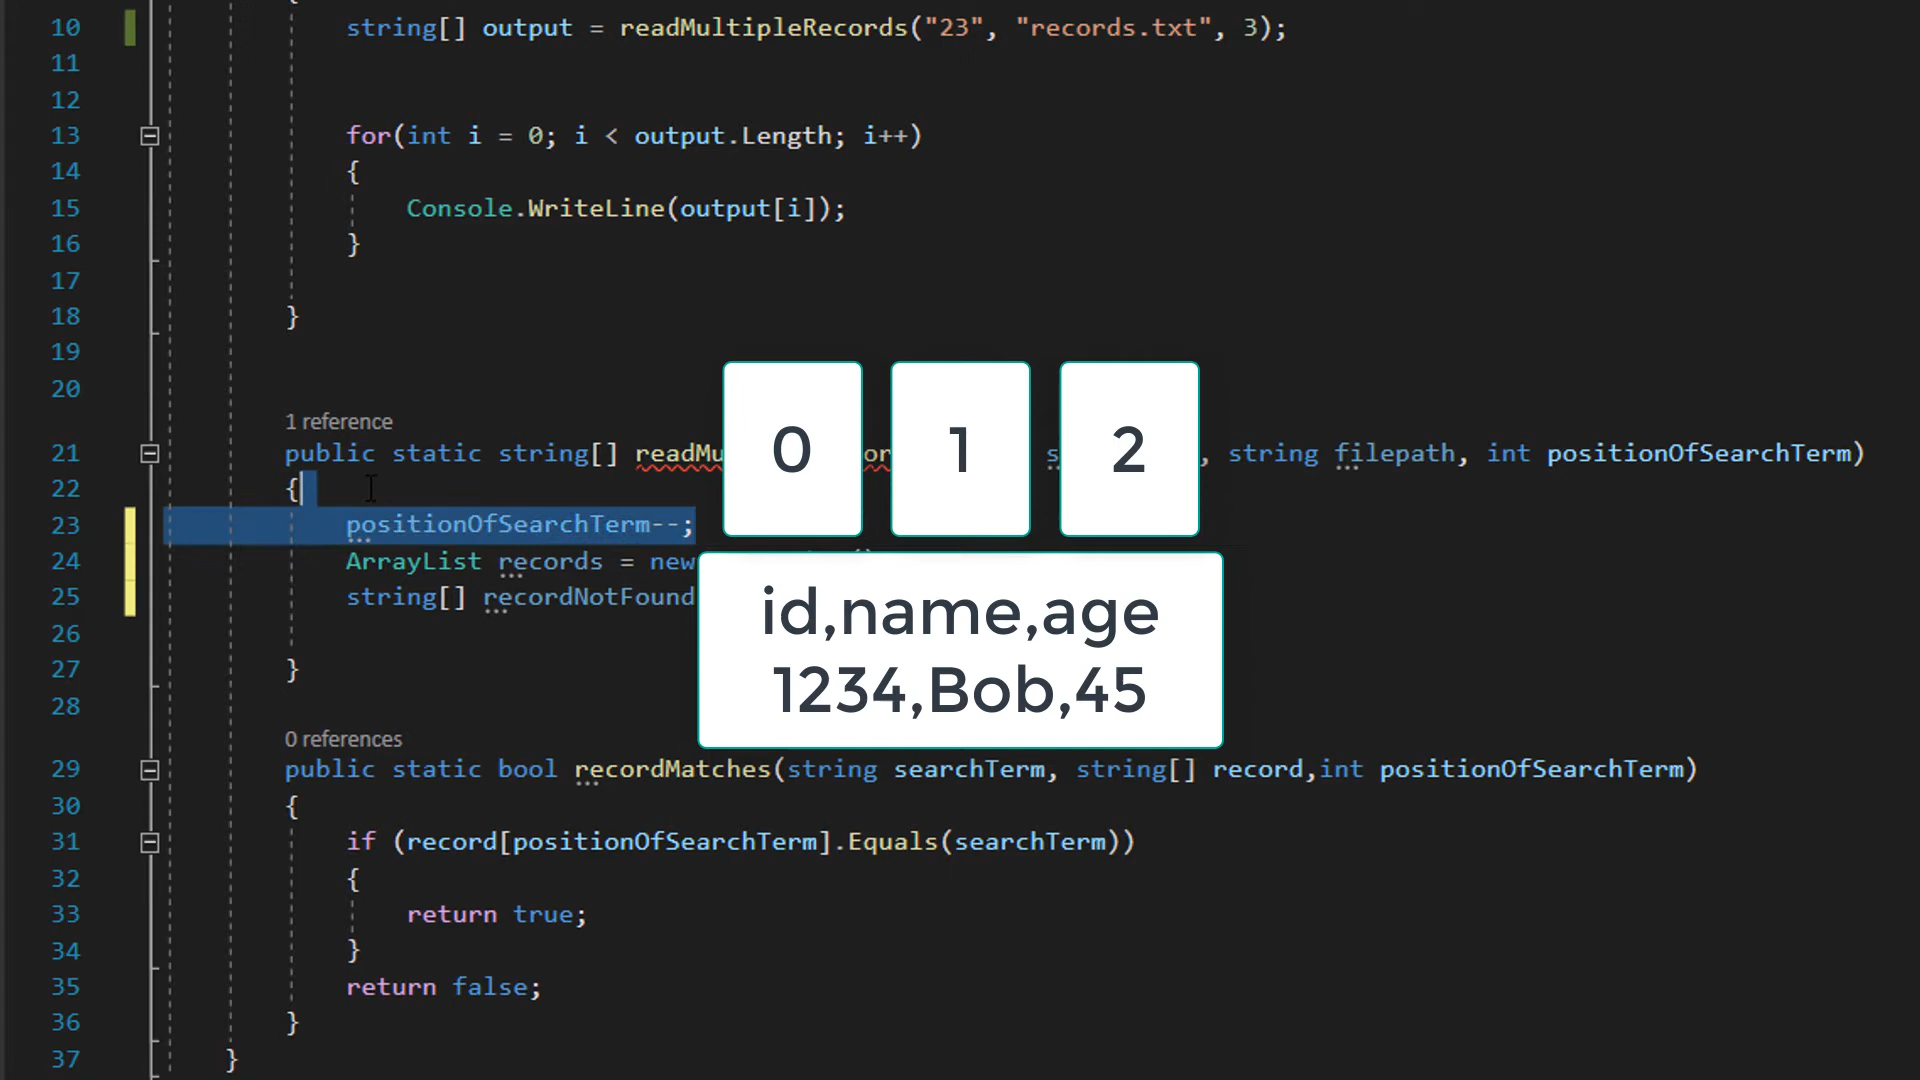 10 string[] output = readMultipleRecords("23", "records.txt", 3);
11
12
13 for(int i = 0; i < output.Length; i++)
14 {
15 Console.WriteLine(output[i]);
16 }
17
18 }
19
20
1 reference
21 public static string[] readMu or s , string filepath, int positionOfSearchTerm)
22 {
23 positionOfSearchTerm--;
24 ArrayList records = new
25 string[] recordNotFound
26
27 }
28
0 references
29 public static bool recordMatches(string searchTerm, string[] record,int positionOfSearchTerm)
30 {
31 if (record[positionOfSearchTerm].Equals(searchTerm))
32 {
33 return true;
34 }
35 return false;
36 }
37 }
0 1 2
id,name,age
1234,Bob,45